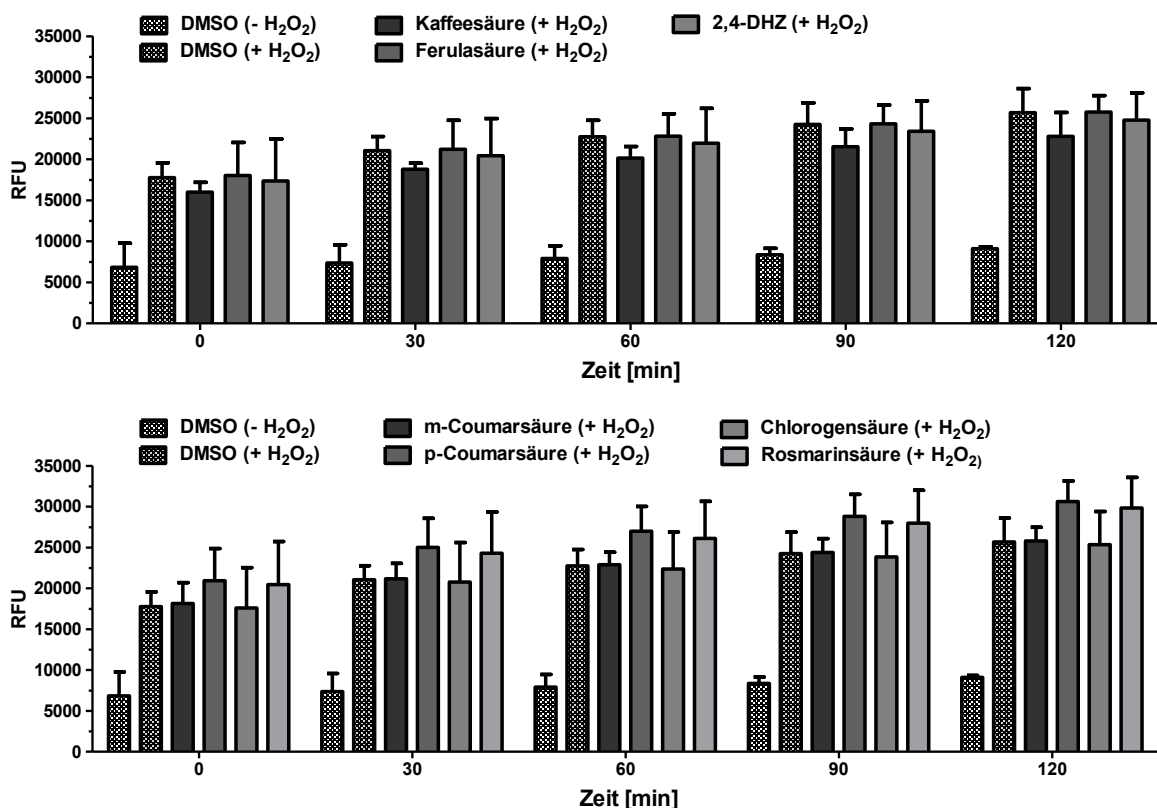 DMSO (- H₂O₂) Kaffeesäure (+ H₂O₂) 2,4-DHZ (+ H₂O₂)
DMSO (+ H₂O₂) Ferulasäure (+ H₂O₂)
35000
30000
25000
20000
15000
10000
5000
0
RFU
0 30 60 90 120
Zeit [min]
DMSO (- H₂O₂) m-Coumarsäure (+ H₂O₂) Chlorogensäure (+ H₂O₂)
DMSO (+ H₂O₂) p-Coumarsäure (+ H₂O₂) Rosmarinsäure (+ H₂O₂)
35000
30000
25000
20000
15000
10000
5000
0
RFU
0 30 60 90 120
Zeit [min]